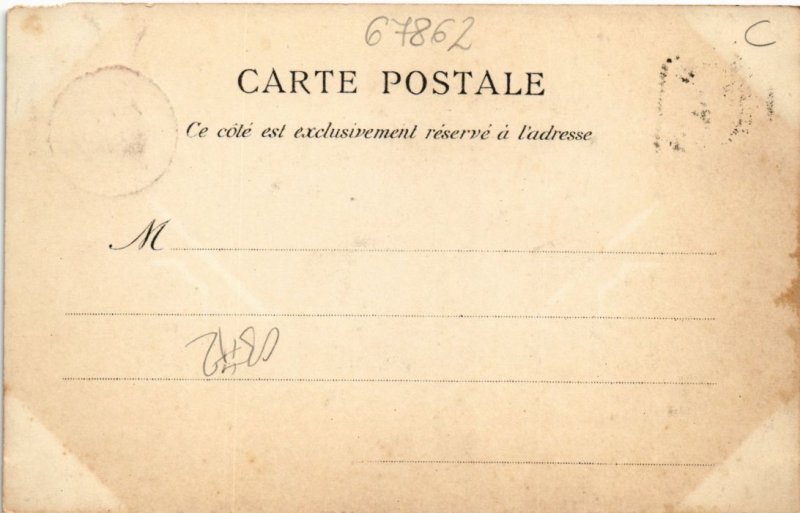 67862
C
CARTE POSTALE
Ce côté est exclusivement réservé à l'adresse
M